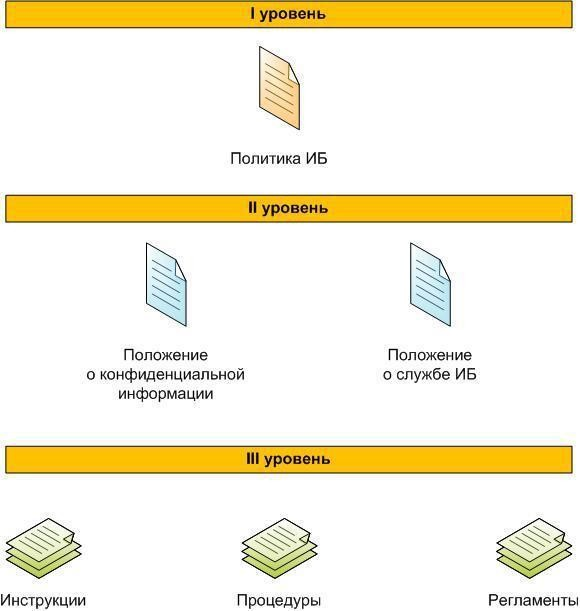 I уровень
Политика ИБ
II уровень
Положение
о конфиденциальной
информации
Положение
о службе ИБ
III уровень
Инструкции
Процедуры
Регламенты